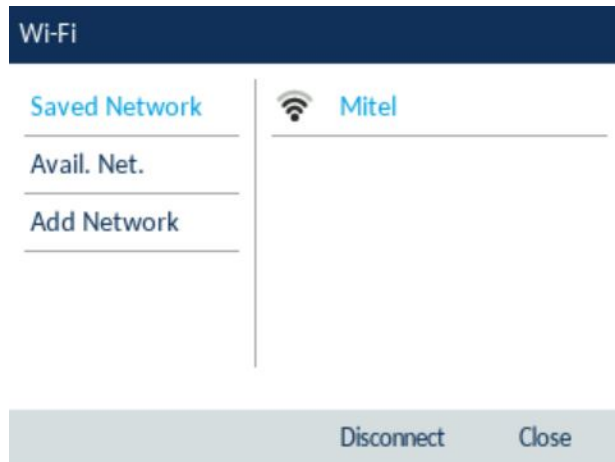 Wi-Fi
Saved Network
Mitel
Avail. Net.
Add Network
Disconnect
Close